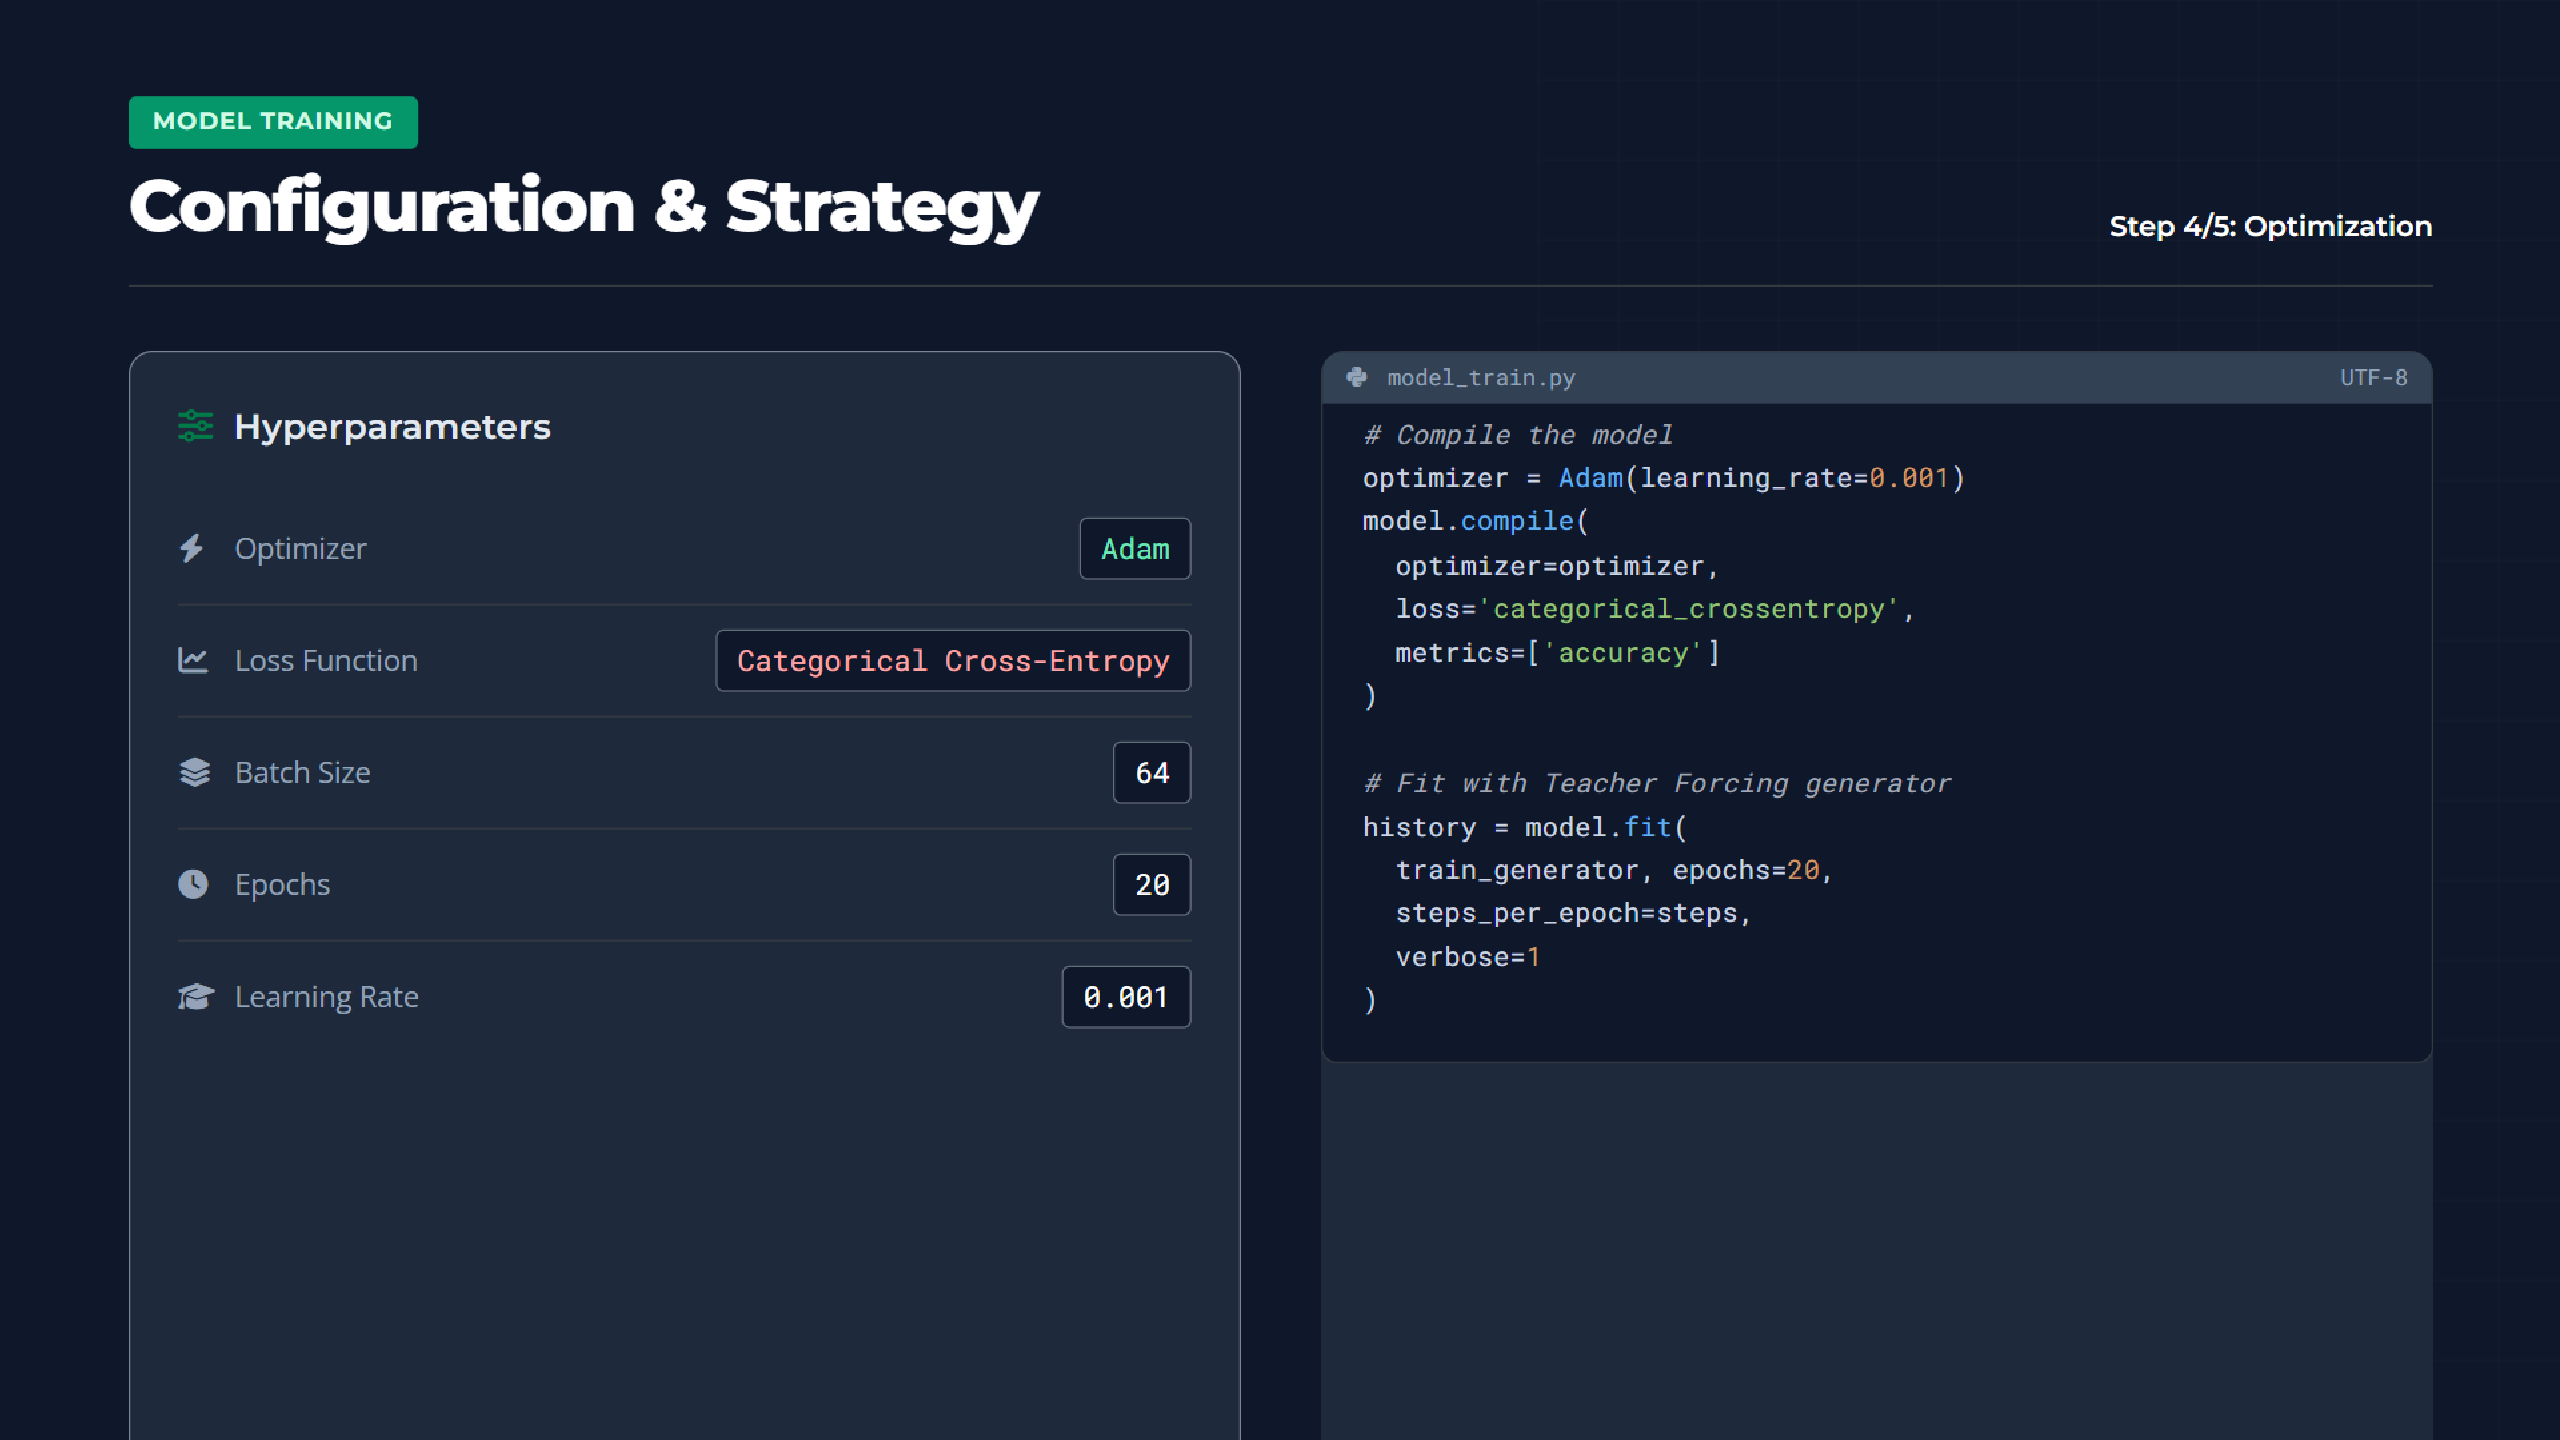 MODEL TRAINING
Configuration & Strategy
Step 4/5: Optimization
Hyperparameters
Optimizer
Adam
Loss Function
Categorical Cross-Entropy
Batch Size
64
Epochs
20
Learning Rate
0.001
model_train.py
UTF-8
# Compile the model
optimizer = Adam(learning_rate=0.001)
model.compile(
  optimizer=optimizer,
  loss='categorical_crossentropy',
  metrics=['accuracy']
)
# Fit with Teacher Forcing generator
history = model.fit(
  train_generator, epochs=20,
  steps_per_epoch=steps,
  verbose=1
)